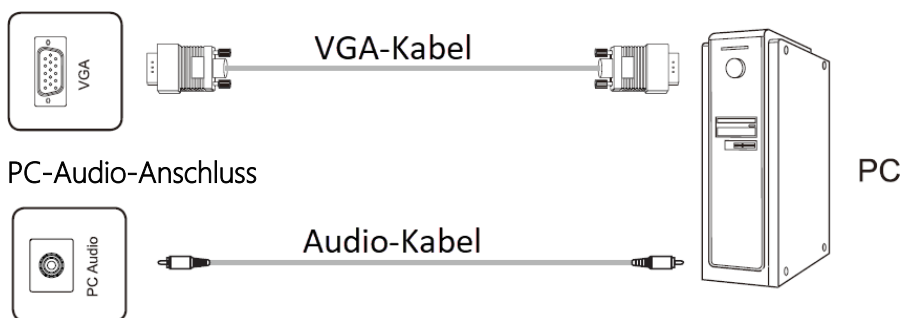 VGA
VGA-Kabel
PC-Audio-Anschluss
PC
PC Audio
Audio-Kabel